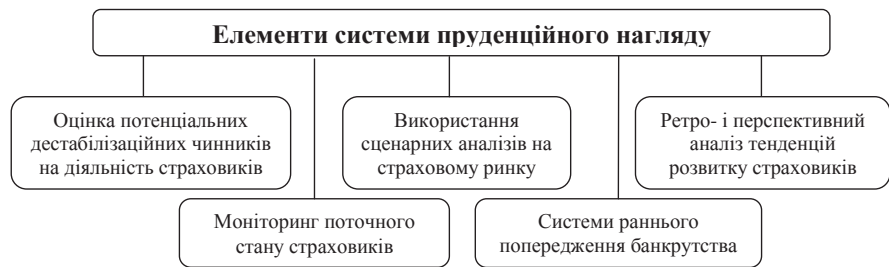 Елементи системи пруденційного нагляду
Оцінка потенціальних
дестабілізаційних чинників
на діяльність страховиків
Використання
сценарних аналізів на
страховому ринку
Ретро- і перспективний
аналіз тенденцій
розвитку страховиків
Моніторинг поточного
стану страховиків
Системи раннього
попередження банкрутства